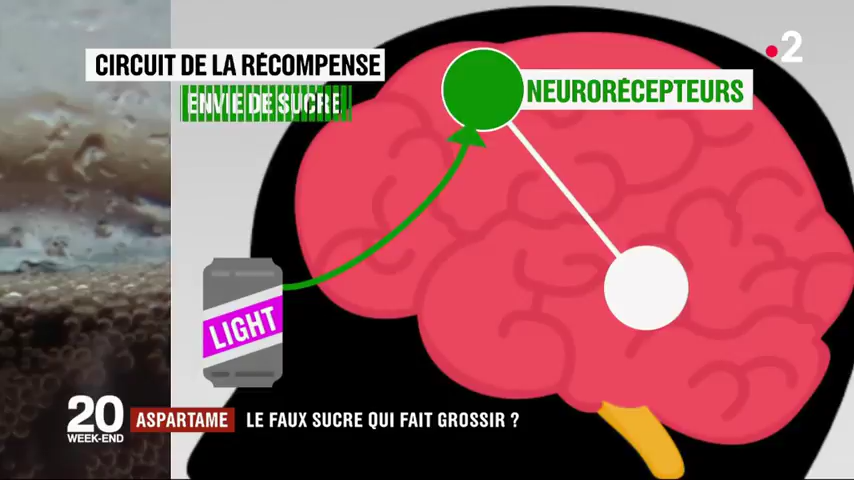 CIRCUIT DE LA RÉCOMPENSE
ENVIE DE SUCRE
NEURORÉCEPTEURS
2
LIGHT
20
WEEK-END
ASPARTAME
LE FAUX SUCRE QUI FAIT GROSSIR ?